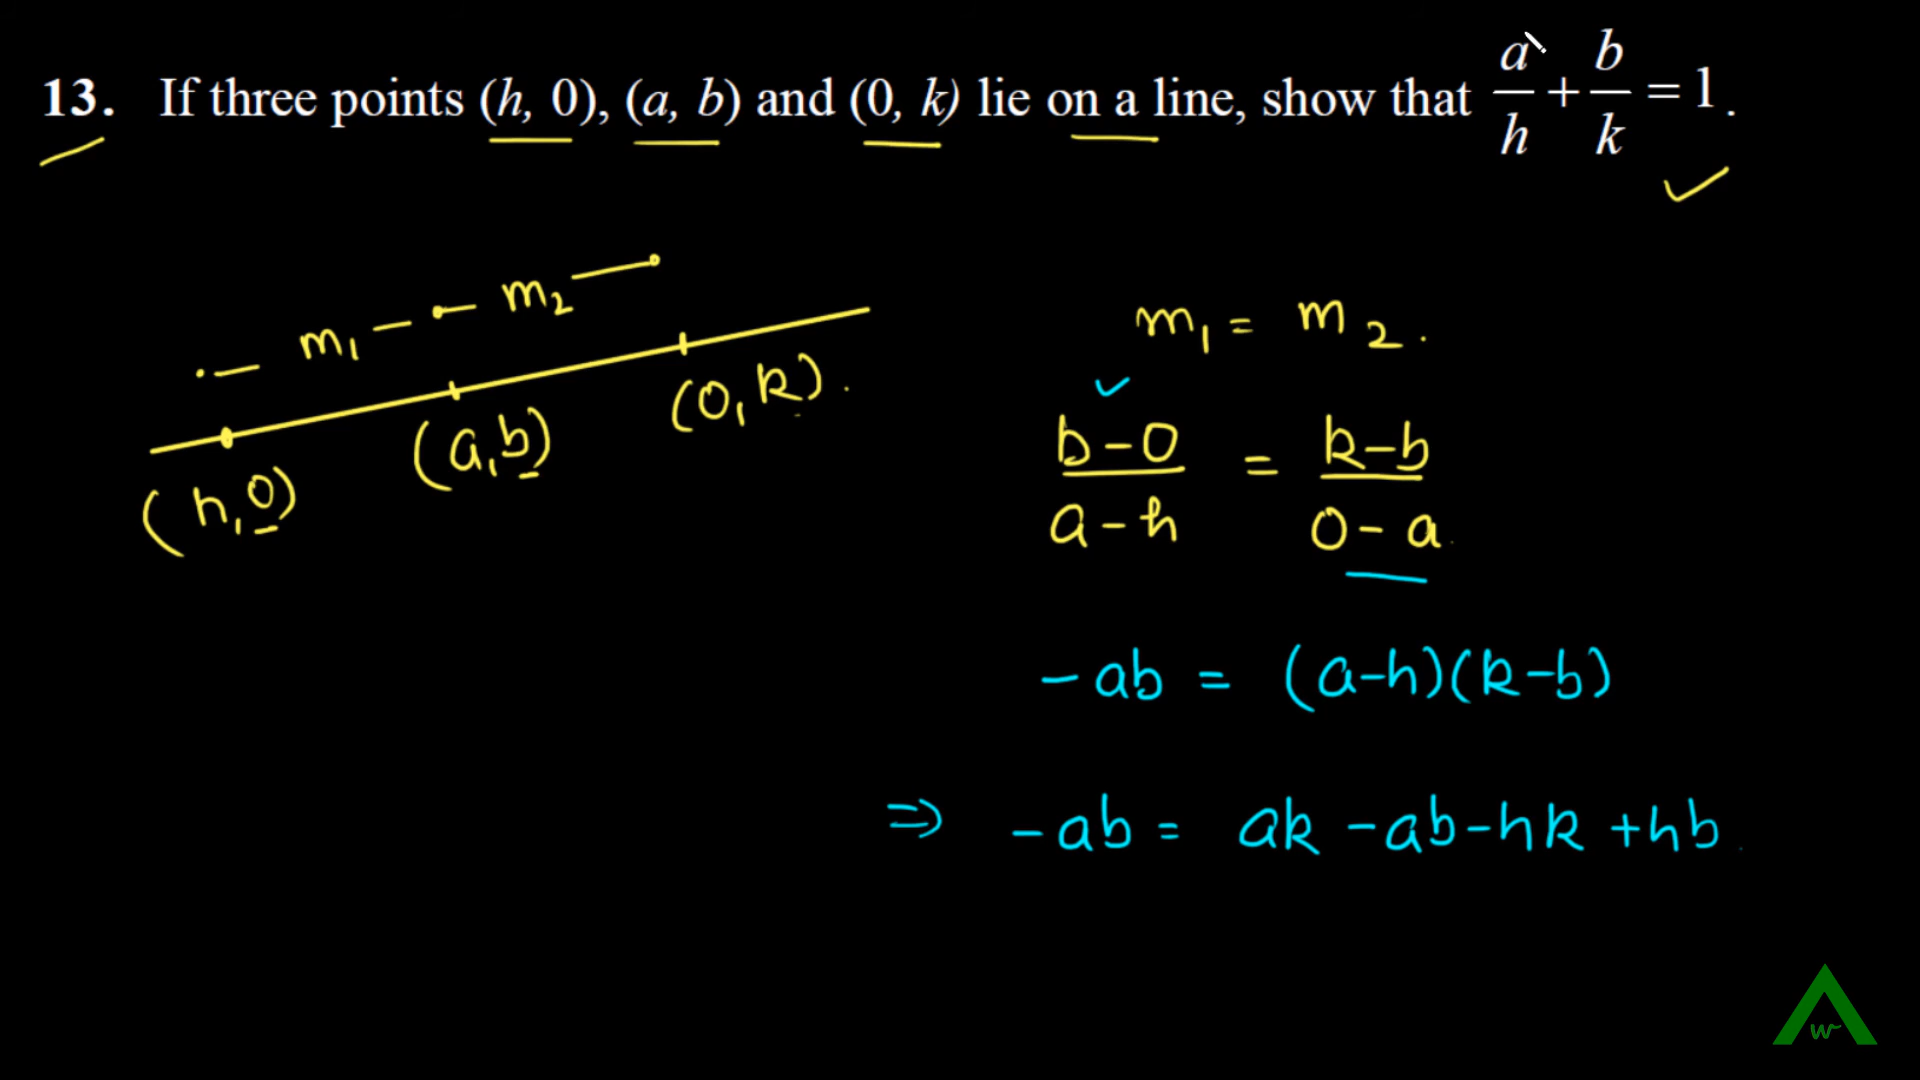 13. If three points (h, 0), (a, b) and (0, k) lie on a line, show that a/h + b/k = 1.
m₁ m₂
(h,0) (a,b) (0,k).
m₁ = m₂.
b-0/a-h = k-b/0-a
-ab = (a-h)(k-b)
⇒ -ab = ak -ab-hk +hb
w